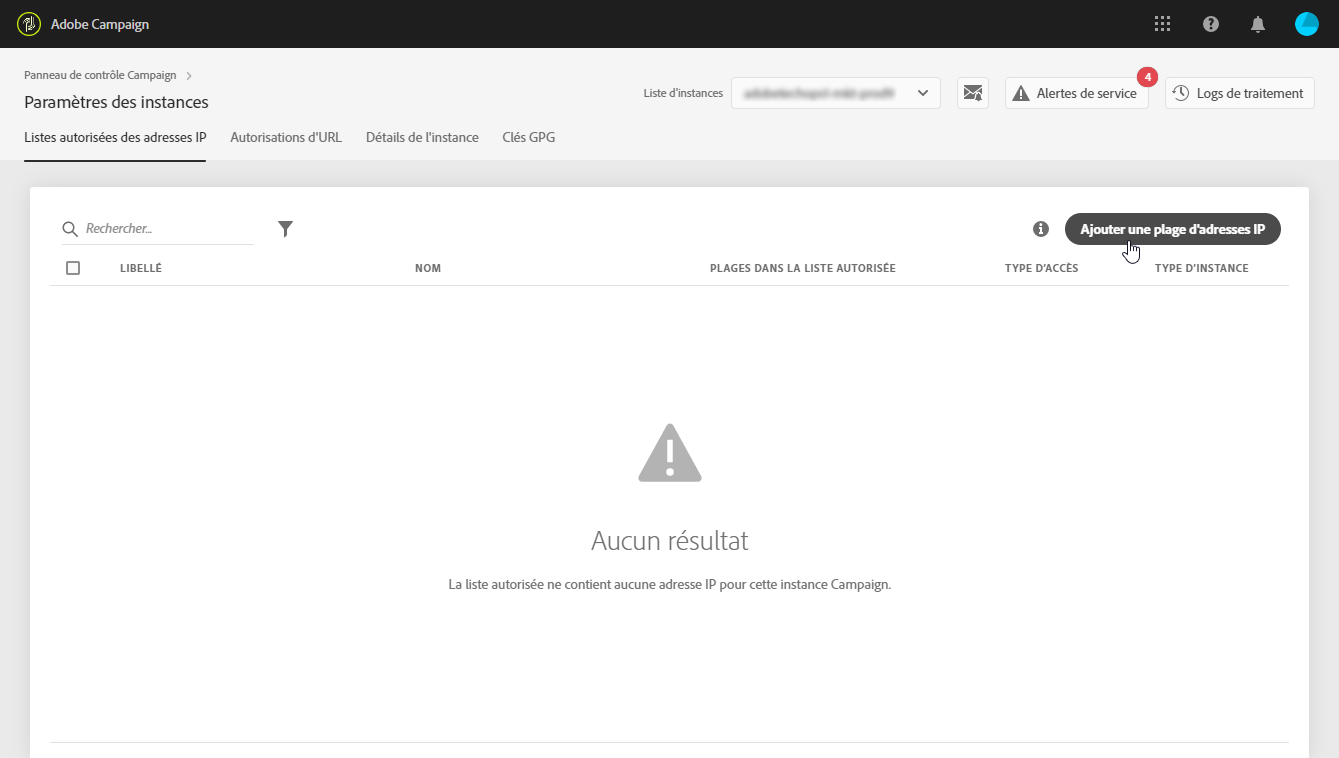 Adobe Campaign
Panneau de contrôle Campaign
Paramètres des instances
Liste d'instances
4
Alertes de service
Logs de traitement
Listes autorisées des adresses IP
Autorisations d'URL
Détails de l'instance
Clés GPG
Rechercher...
Ajouter une plage d'adresses IP
LIBELLÉ
NOM
PLAGES DANS LA LISTE AUTORISÉE
TYPE D'ACCÈS
TYPE D'INSTANCE
Aucun résultat
La liste autorisée ne contient aucune adresse IP pour cette instance Campaign.